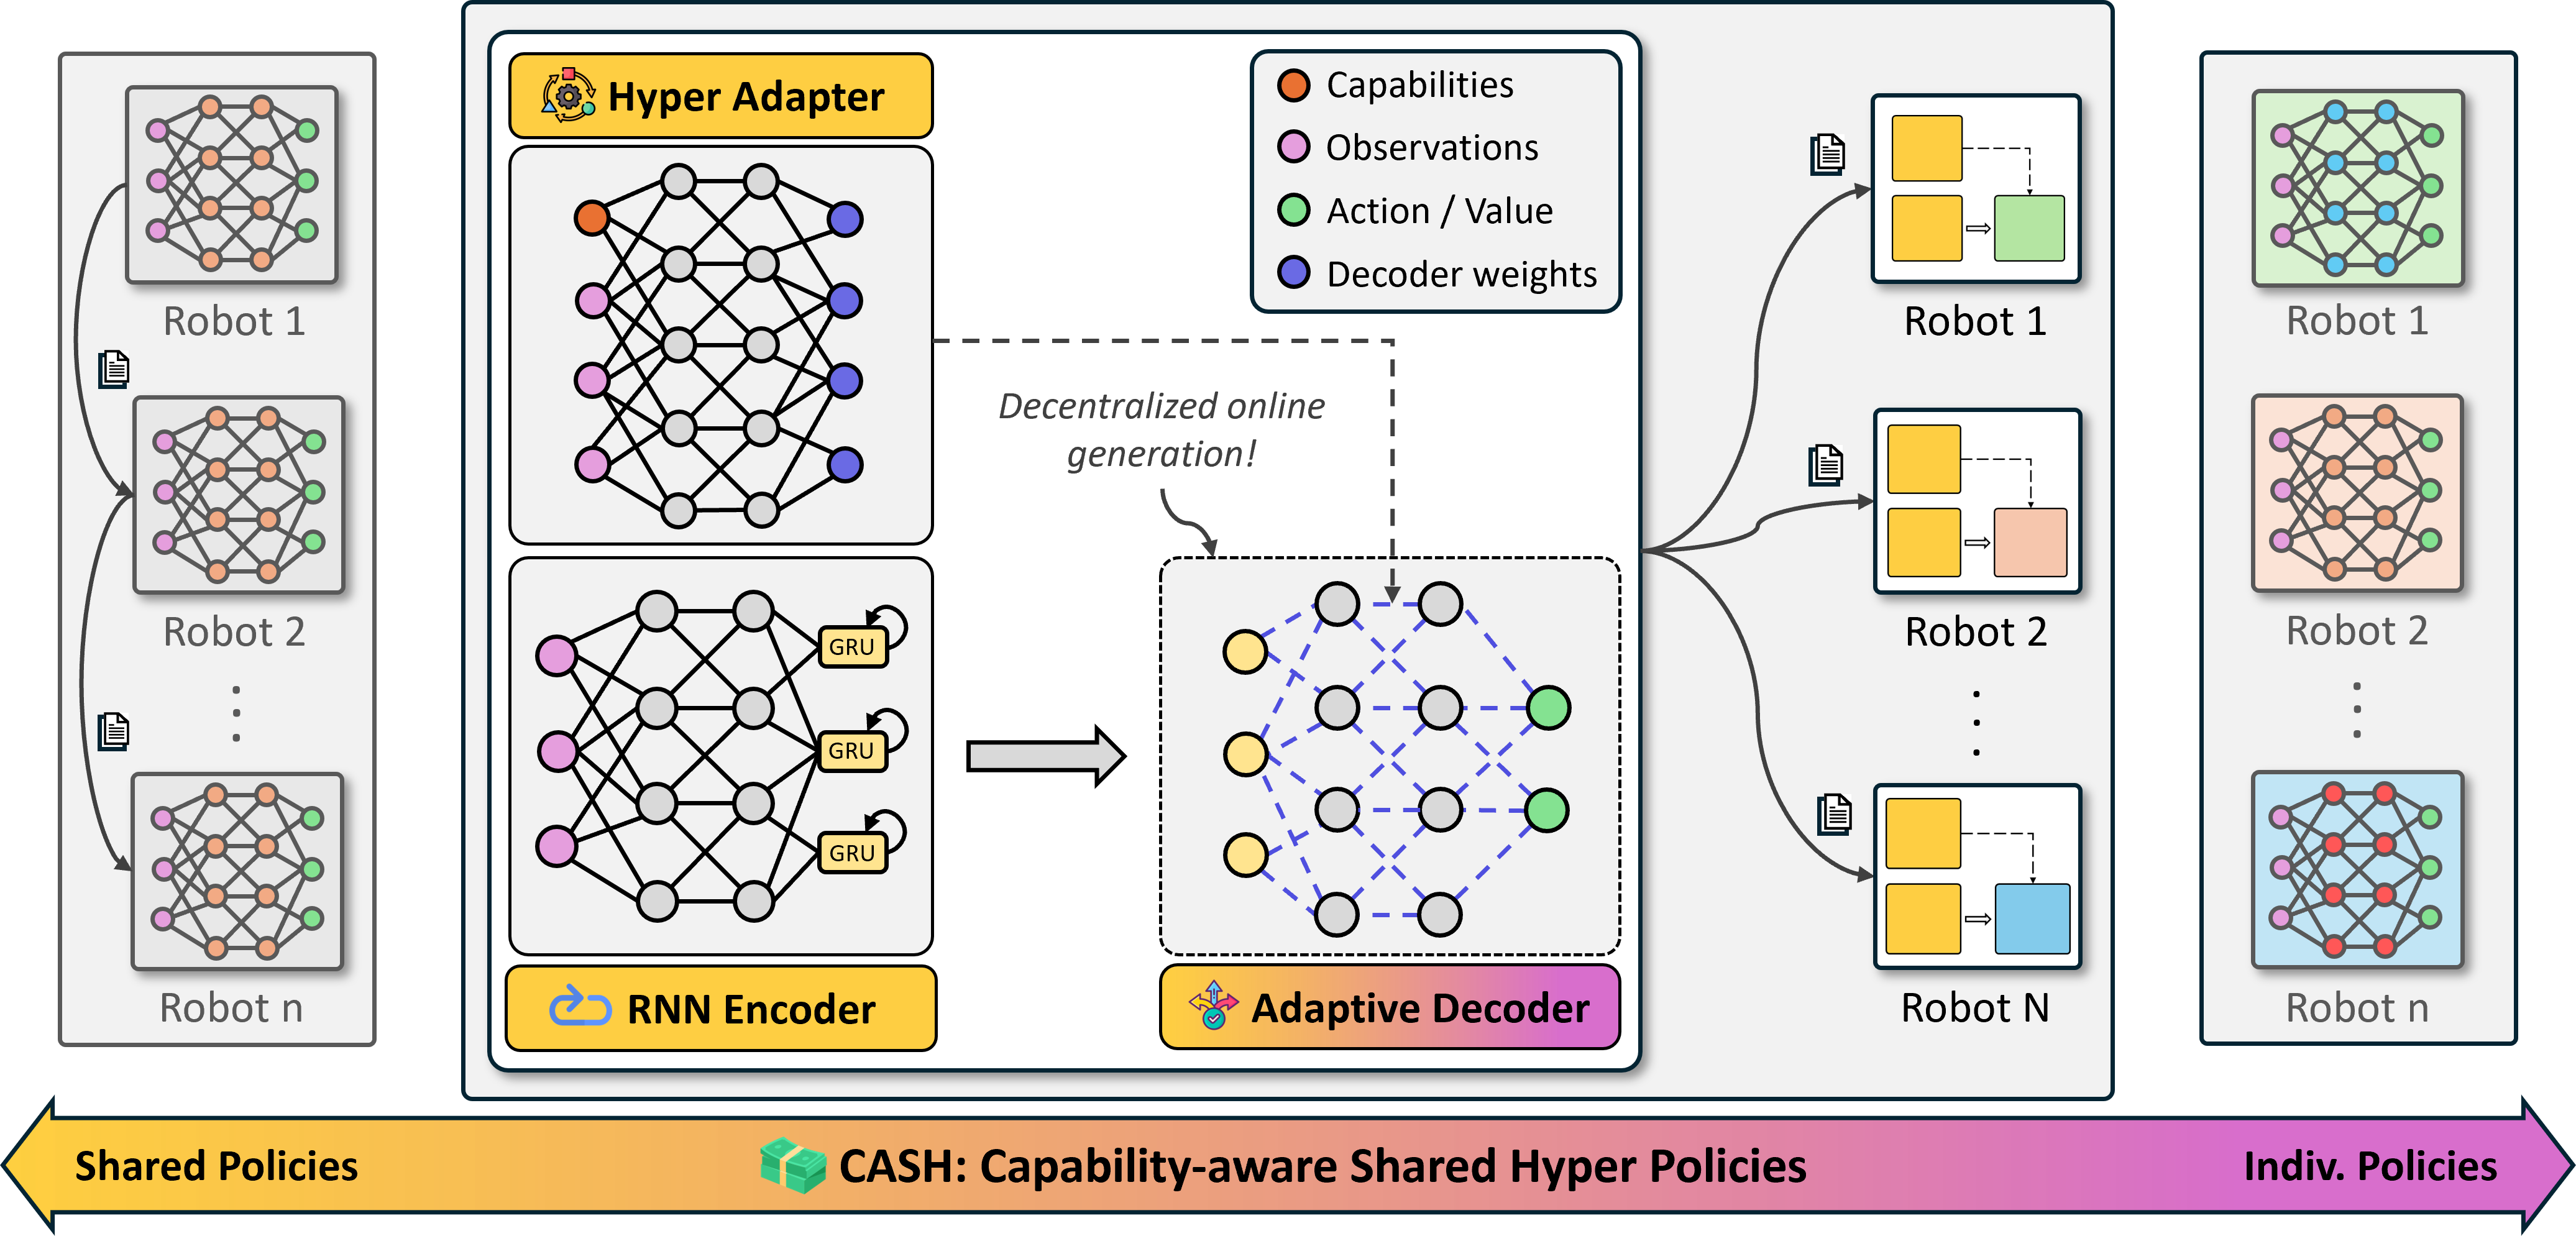 Robot 1
Robot 2
Robot n
Hyper Adapter
Capabilities
Observations
Action / Value
Decoder weights
Decentralized online
generation!
GRU
GRU
GRU
RNN Encoder
Adaptive Decoder
Robot 1
Robot 2
Robot N
Robot 1
Robot 2
Robot n
Shared Policies
CASH: Capability-aware Shared Hyper Policies
Indiv. Policies